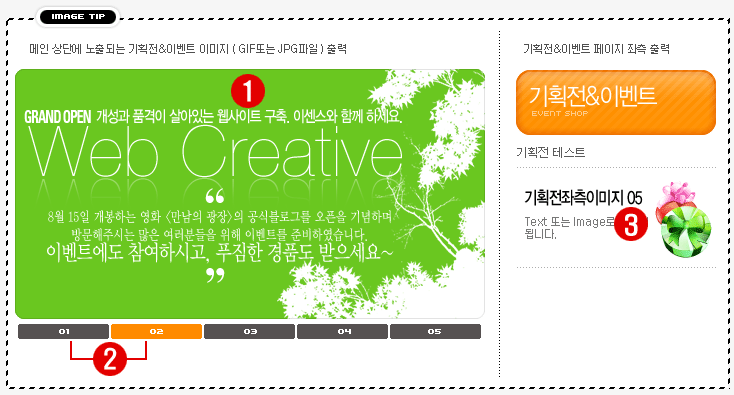 IMAGE TIP
메인 상단에 노출되는 기획전&이벤트 이미지 ( GIF또는 JPG파일 ) 출력
1
GRAND OPEN 개성과 품격이 살아있는 웹사이트 구축. 이센스와 함께 하세요.
Web Creative
“
8월 15일 개봉하는 영화 <만남의 광장>의 공식블로그를 오픈을 기념하며
방문해주시는 많은 여러분들을 위해 이벤트를 준비하였습니다.
이벤트에도 참여하시고, 푸짐한 경품도 받으세요~
”
01 02 03 04 05
2
기획전&이벤트 페이지 좌측 출력
기획전&이벤트
EVENT SHOP
기획전 테스트
기획전좌측이미지 05
Text 또는 Image로
됩니다.
3